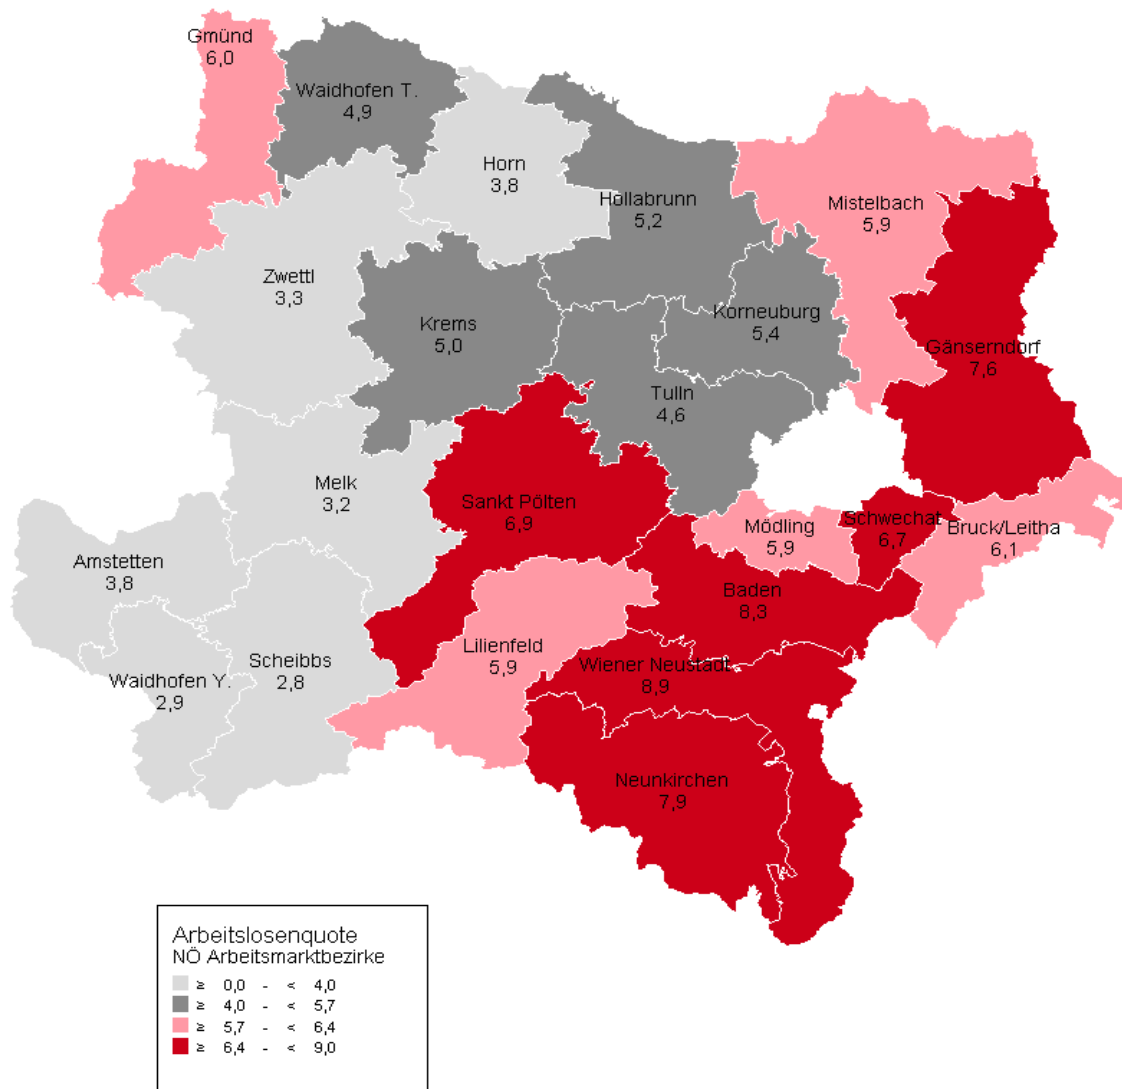 Gmünd
6,0
Waidhofen T.
4,9
Horn
3,8
Hollabrunn
5,2
Mistelbach
5,9
Zwettl
3,3
Krems
5,0
Korneuburg
5,4
Gänserndorf
7,6
Tulln
4,6
Melk
3,2
Sankt Pölten
6,9
Mödling
5,9
Schwechat
6,7
Bruck/Leitha
6,1
Amstetten
3,8
Baden
8,3
Lilienfeld
5,9
Scheibbs
2,8
Wiener Neustadt
8,9
Waidhofen Y.
2,9
Neunkirchen
7,9
Arbeitslosenquote
NÖ Arbeitsmarktbezirke
≥ 0,0 - < 4,0
≥ 4,0 - < 5,7
≥ 5,7 - < 6,4
≥ 6,4 - < 9,0